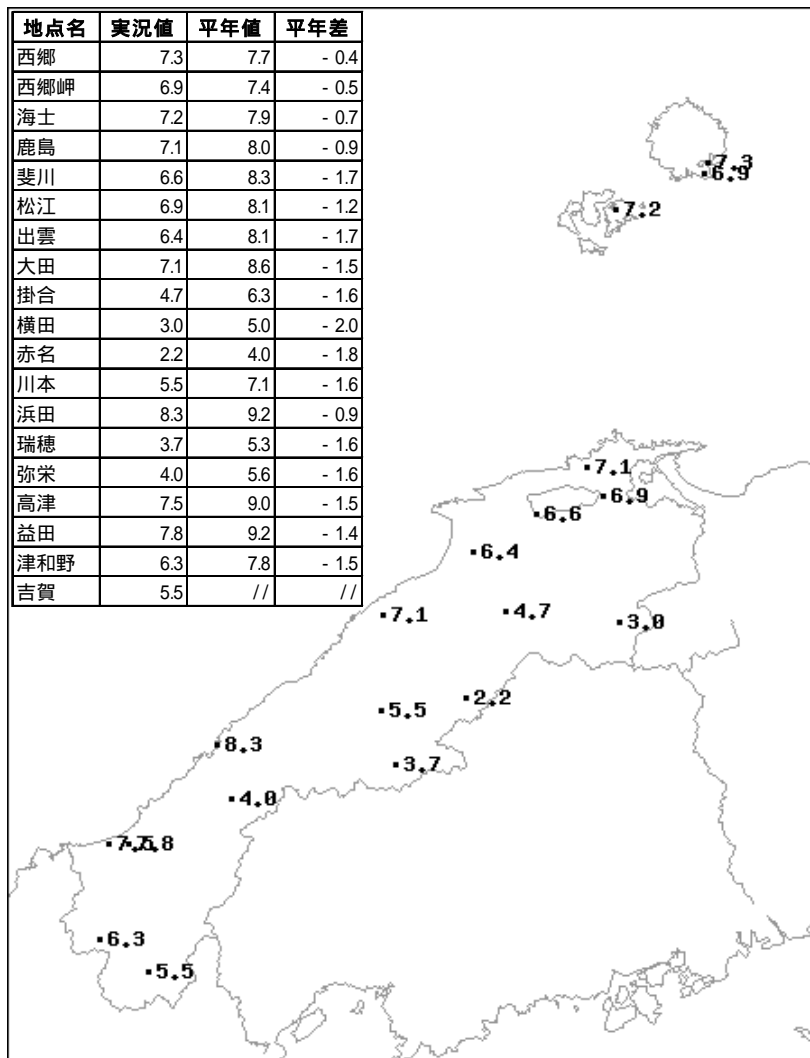 地点名 実況値 平年値 平年差
西郷 7.3 7.7 - 0.4
西郷岬 6.9 7.4 - 0.5
海士 7.2 7.9 - 0.7
鹿島 7.1 8.0 - 0.9
斐川 6.6 8.3 - 1.7
松江 6.9 8.1 - 1.2
出雲 6.4 8.1 - 1.7
大田 7.1 8.6 - 1.5
掛合 4.7 6.3 - 1.6
横田 3.0 5.0 - 2.0
赤名 2.2 4.0 - 1.8
川本 5.5 7.1 - 1.6
浜田 8.3 9.2 - 0.9
瑞穂 3.7 5.3 - 1.6
弥栄 4.0 5.6 - 1.6
高津 7.5 9.0 - 1.5
益田 7.8 9.2 - 1.4
津和野 6.3 7.8 - 1.5
吉賀 5.5 // //
7.3
6.9
7.2
7.1
6.9
6.6
6.4
7.1
4.7
3.0
2.2
5.5
8.3
3.7
4.0
7.5
7.8
6.3
5.5